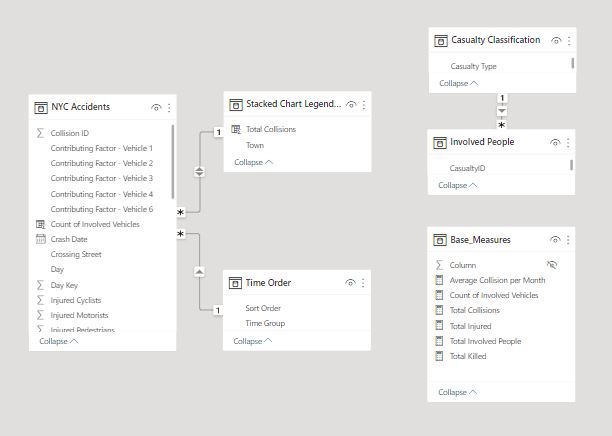 NYC Accidents
Collision ID
Contributing Factor - Vehicle 1
Contributing Factor - Vehicle 2
Contributing Factor - Vehicle 3
Contributing Factor - Vehicle 4
Contributing Factor - Vehicle 6
Count of Involved Vehicles
Crash Date
Crossing Street
Day
Day Key
Injured Cyclists
Injured Motorists
Injured Pedestrians
Collapse
1
*
*
1
Stacked Chart Legend...
Total Collisions
Town
Collapse
Time Order
Sort Order
Time Group
Collapse
Casualty Classification
Casualty Type
Collapse
1
*
Involved People
CasualtyID
Collapse
Base_Measures
Column
Average Collision per Month
Count of Involved Vehicles
Total Collisions
Total Injured
Total Involved People
Total Killed
Collapse